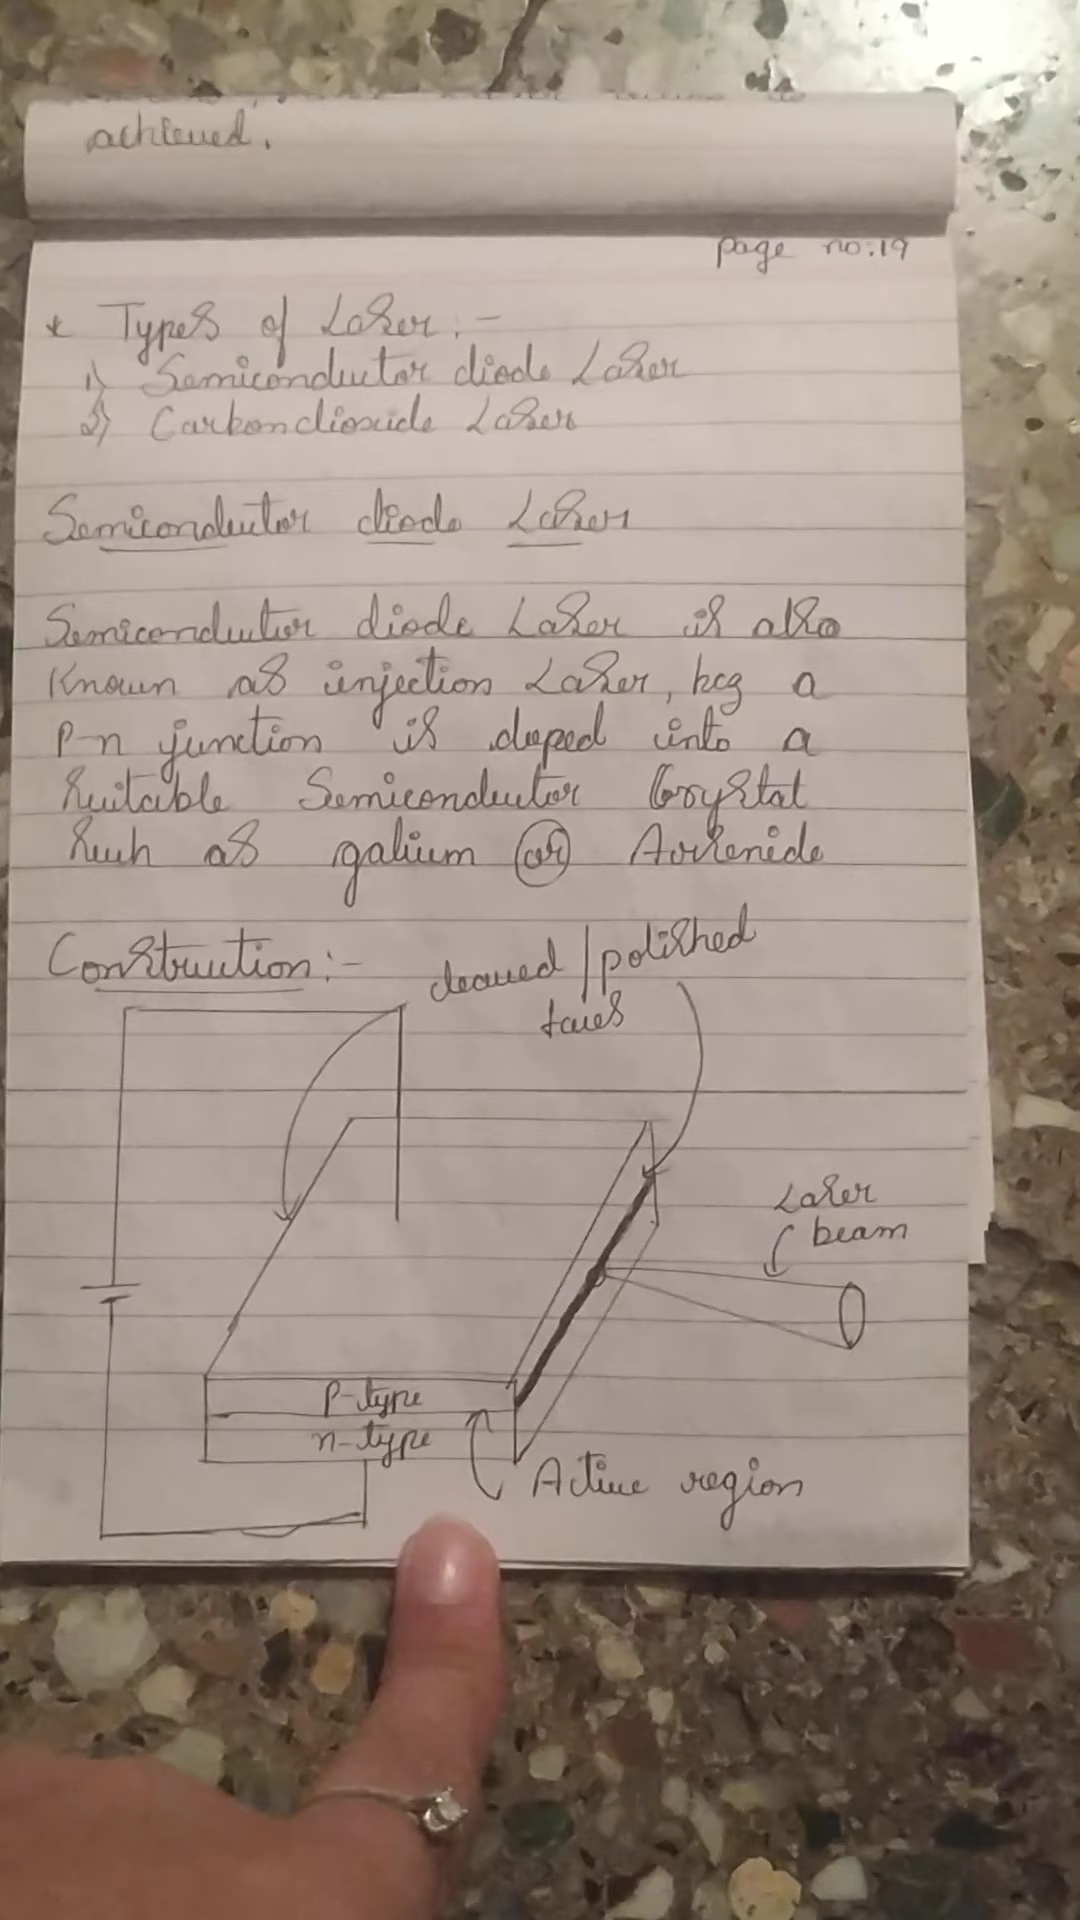 achieved.
page no:19
* Types of Laser :-
1) Semiconductor diode Laser
2) Carbondioxide Laser
Semiconductor diode Laser
Semiconductor diode Laser is also
Known as injection Laser, bcz a
P-n junction is doped into a
Suitable Semiconductor Crystal
Such as galium or Arsenide
Construction :-
cleaved / polished
faces
Laser
beam
P-type
n-type
Active region